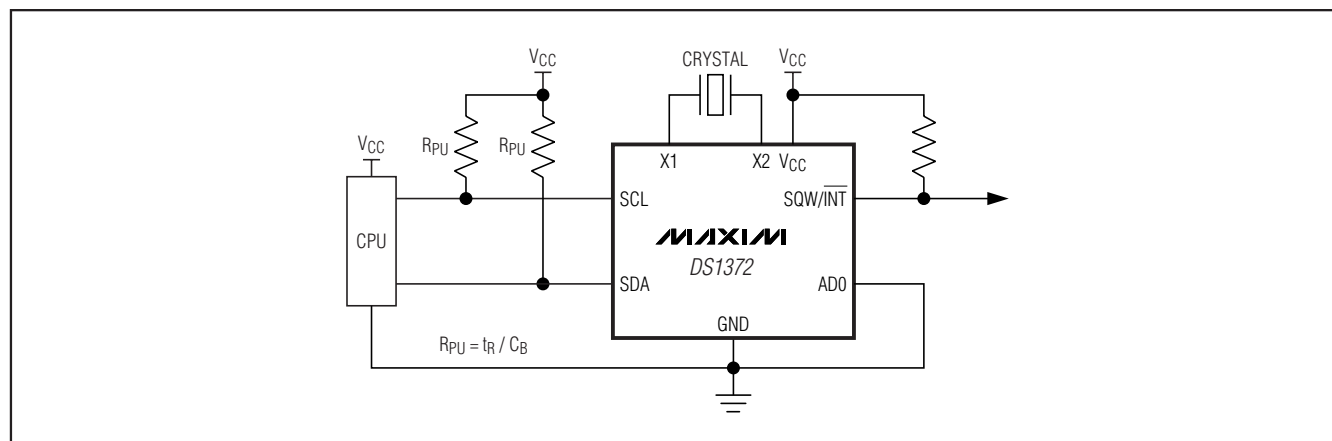 VCC
CRYSTAL
VCC
VCC
RPU
RPU
X1
X2
VCC
SCL
SQW/INT
CPU
MAXIM
DS1372
SDA
AD0
GND
RPU = tR / CB